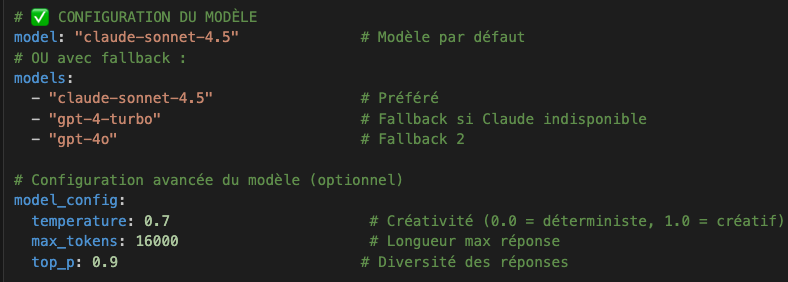 # ✅ CONFIGURATION DU MODÈLE
model: "claude-sonnet-4.5" # Modèle par défaut
# OU avec fallback :
models:
- "claude-sonnet-4.5" # Préféré
- "gpt-4-turbo" # Fallback si Claude indisponible
- "gpt-4o" # Fallback 2
# Configuration avancée du modèle (optionnel)
model_config:
temperature: 0.7 # Créativité (0.0 = déterministe, 1.0 = créatif)
max_tokens: 16000 # Longueur max réponse
top_p: 0.9 # Diversité des réponses